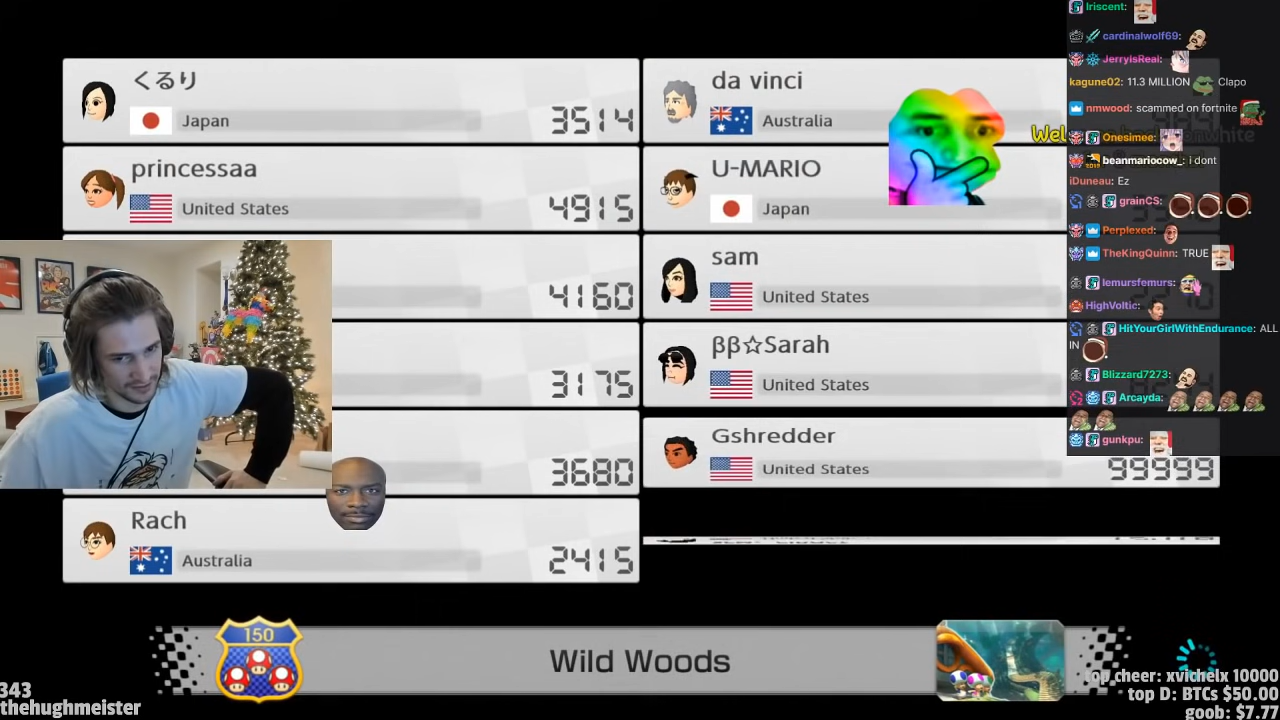 くるり
Japan
3514
princessaa
United States
4915
4160
3175
3680
Rach
Australia
2415
da vinci
Australia
Wel
white
U-MARIO
Japan
sam
United States
ββ☆Sarah
United States
Gshredder
United States
99999
150
Wild Woods
Iriscent:
cardinalwolf69:
JerryIsReal:
kagune02: 11.3 MILLION Clapo
nmwood: scammed on fortnite
Onesimee:
beanmariocow_: i dont
iDuneau: Ez
grainCS:
Perplexed:
TheKingQuinn: TRUE
lemursfemurs:
HighVoltic:
HitYourGirlWithEndurance: ALL
IN
Blizzard7273:
Arcayda:
gunkpu:
343
thehughmeister
top cheer: xvichelx 10000
top D: BTCs $50.00
goob: $7.77